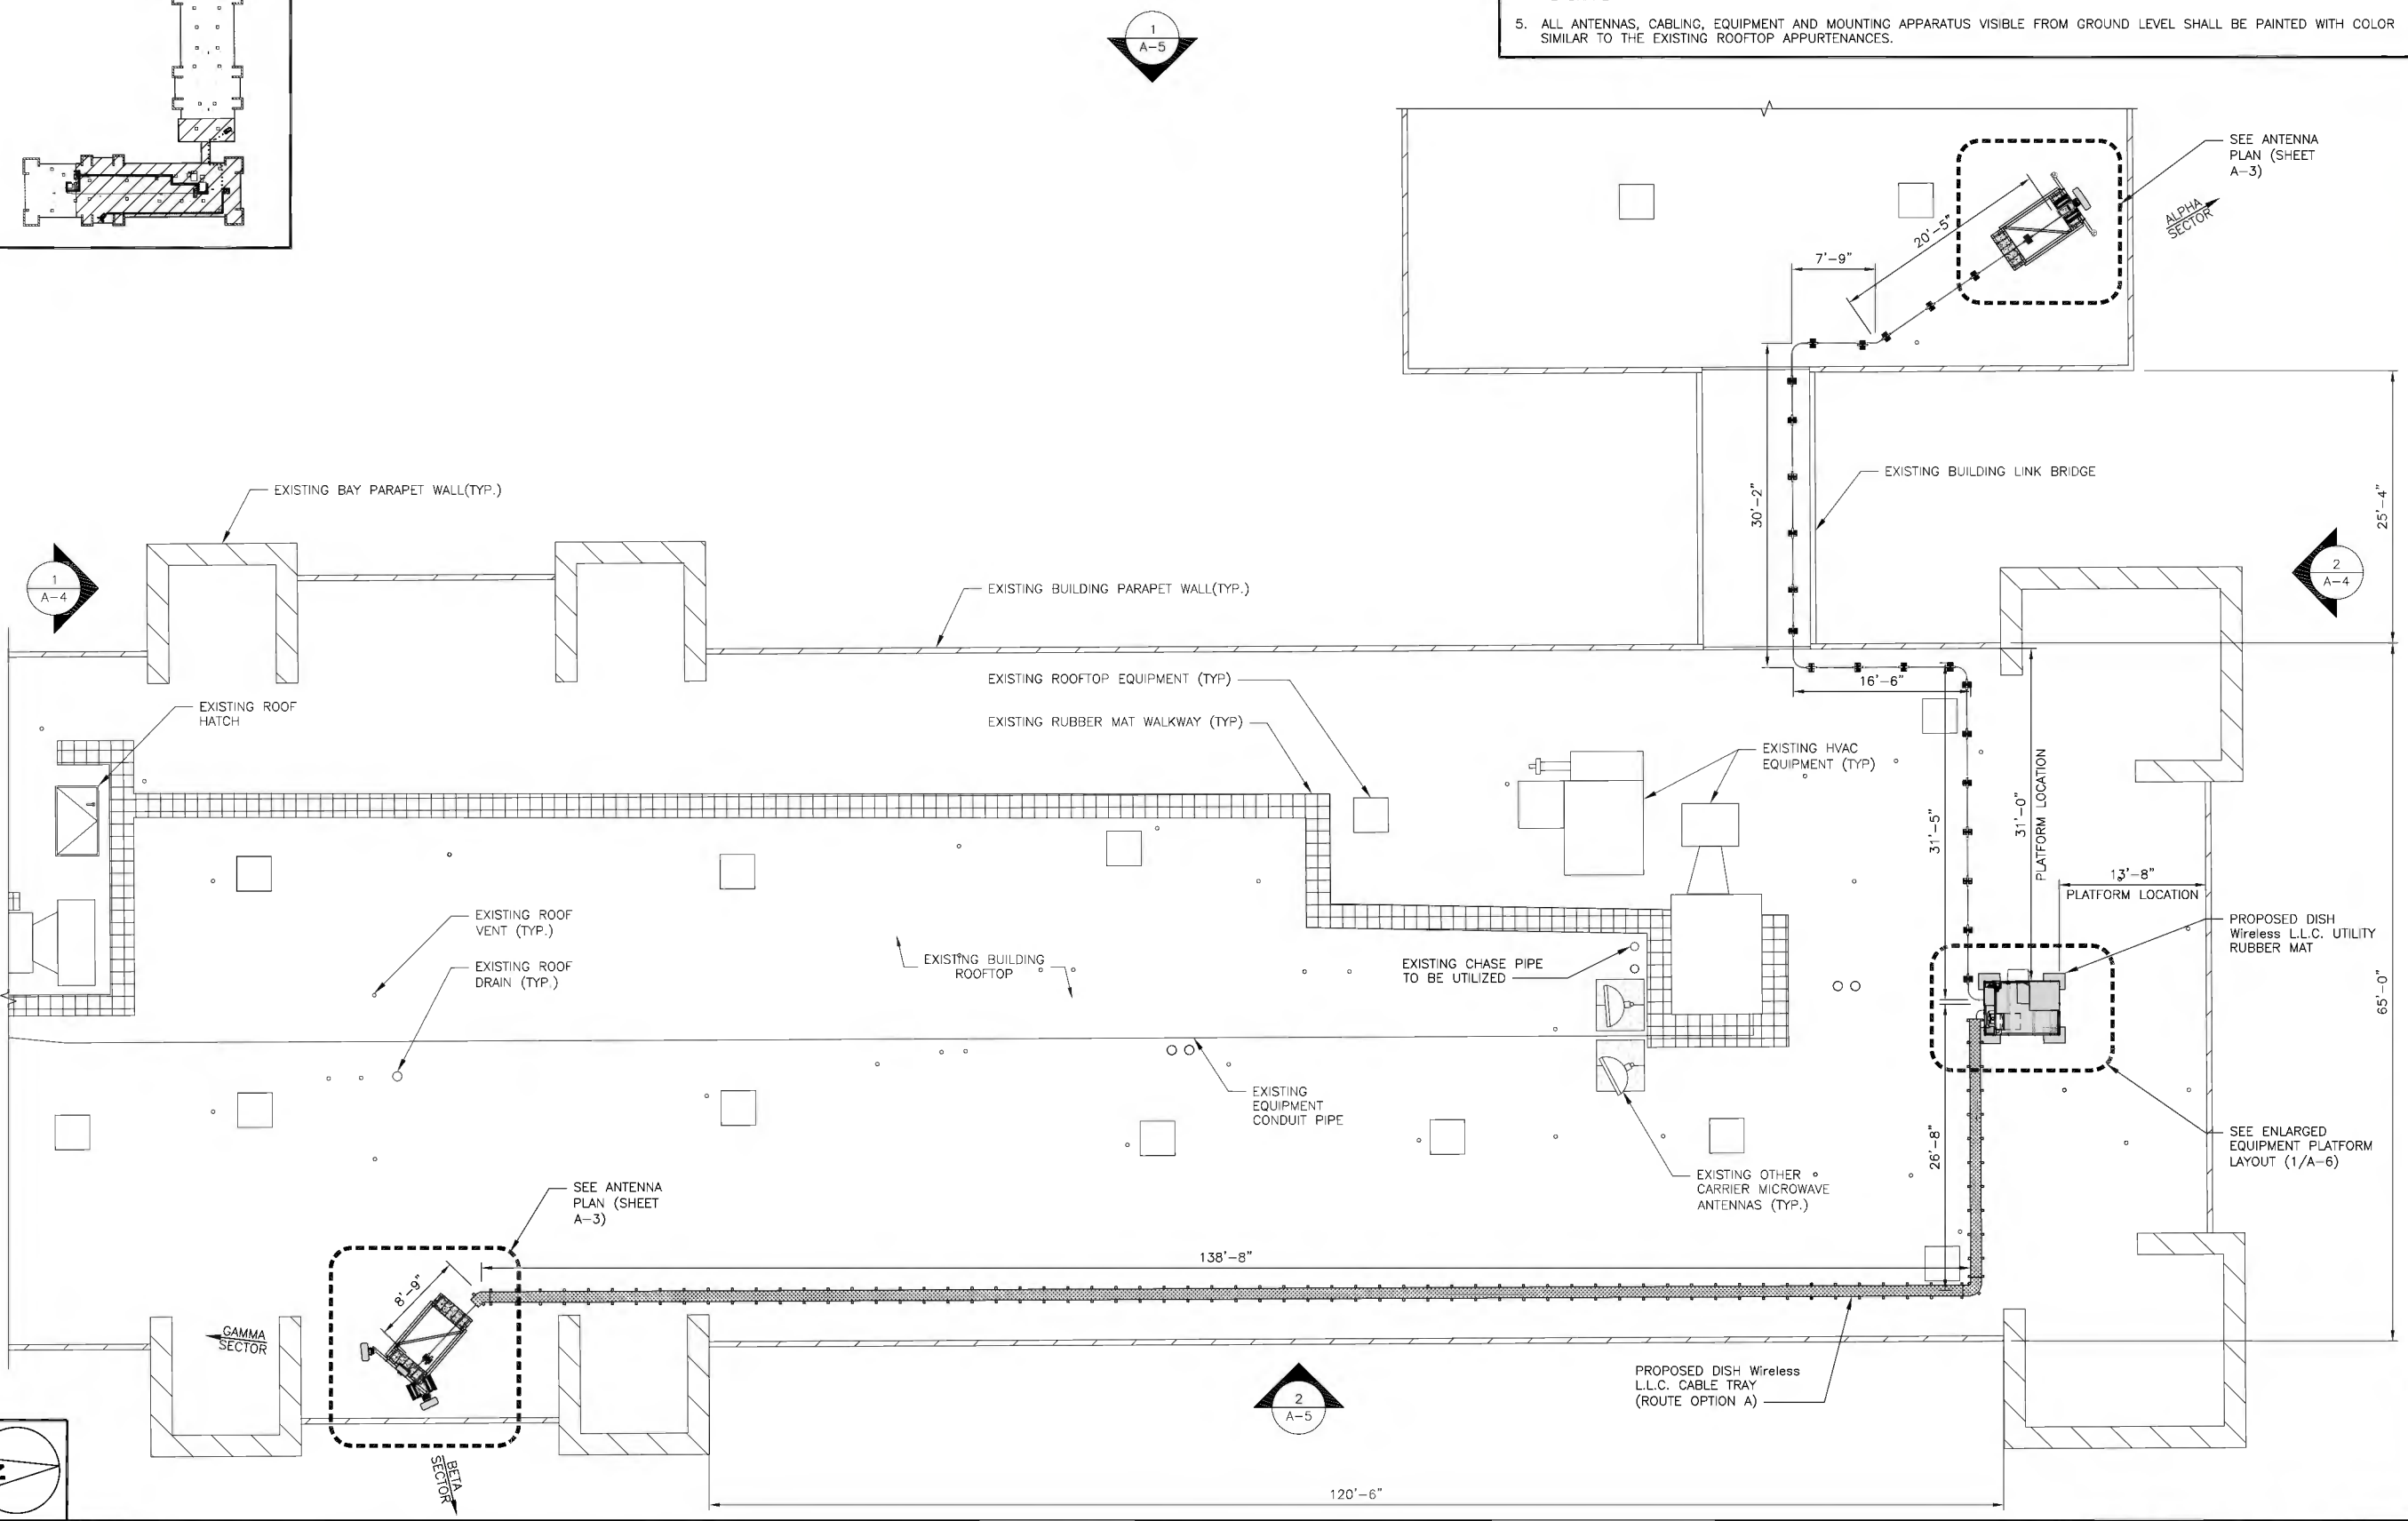 5. ALL ANTENNAS, CABLING, EQUIPMENT AND MOUNTING APPARATUS VISIBLE FROM GROUND LEVEL SHALL BE PAINTED WITH COLOR
SIMILAR TO THE EXISTING ROOFTOP APPURTENANCES.
1
A-5
SEE ANTENNA
PLAN (SHEET
A-3)
ALPHA
SECTOR
20'-5"
7'-9"
30'-2"
EXISTING BUILDING LINK BRIDGE
25'-4"
EXISTING BAY PARAPET WALL(TYP.)
1
A-4
2
A-4
EXISTING BUILDING PARAPET WALL(TYP.)
EXISTING ROOFTOP EQUIPMENT (TYP)
16'-6"
EXISTING ROOF
HATCH
EXISTING RUBBER MAT WALKWAY (TYP)
EXISTING HVAC
EQUIPMENT (TYP)
31'-5"
31'-0"
PLATFORM LOCATION
13'-8"
PLATFORM LOCATION
EXISTING ROOF
VENT (TYP.)
PROPOSED DISH
Wireless L.L.C. UTILITY
RUBBER MAT
EXISTING ROOF
DRAIN (TYP.)
EXISTING BUILDING
ROOFTOP
EXISTING CHASE PIPE
TO BE UTILIZED
65'-0"
EXISTING
EQUIPMENT
CONDUIT PIPE
26'-8"
SEE ENLARGED
EQUIPMENT PLATFORM
LAYOUT (1/A-6)
EXISTING OTHER
CARRIER MICROWAVE
ANTENNAS (TYP.)
SEE ANTENNA
PLAN (SHEET
A-3)
138'-8"
8'-9"
GAMMA
SECTOR
PROPOSED DISH Wireless
L.L.C. CABLE TRAY
(ROUTE OPTION A)
2
A-5
BETA
SECTOR
120'-6"